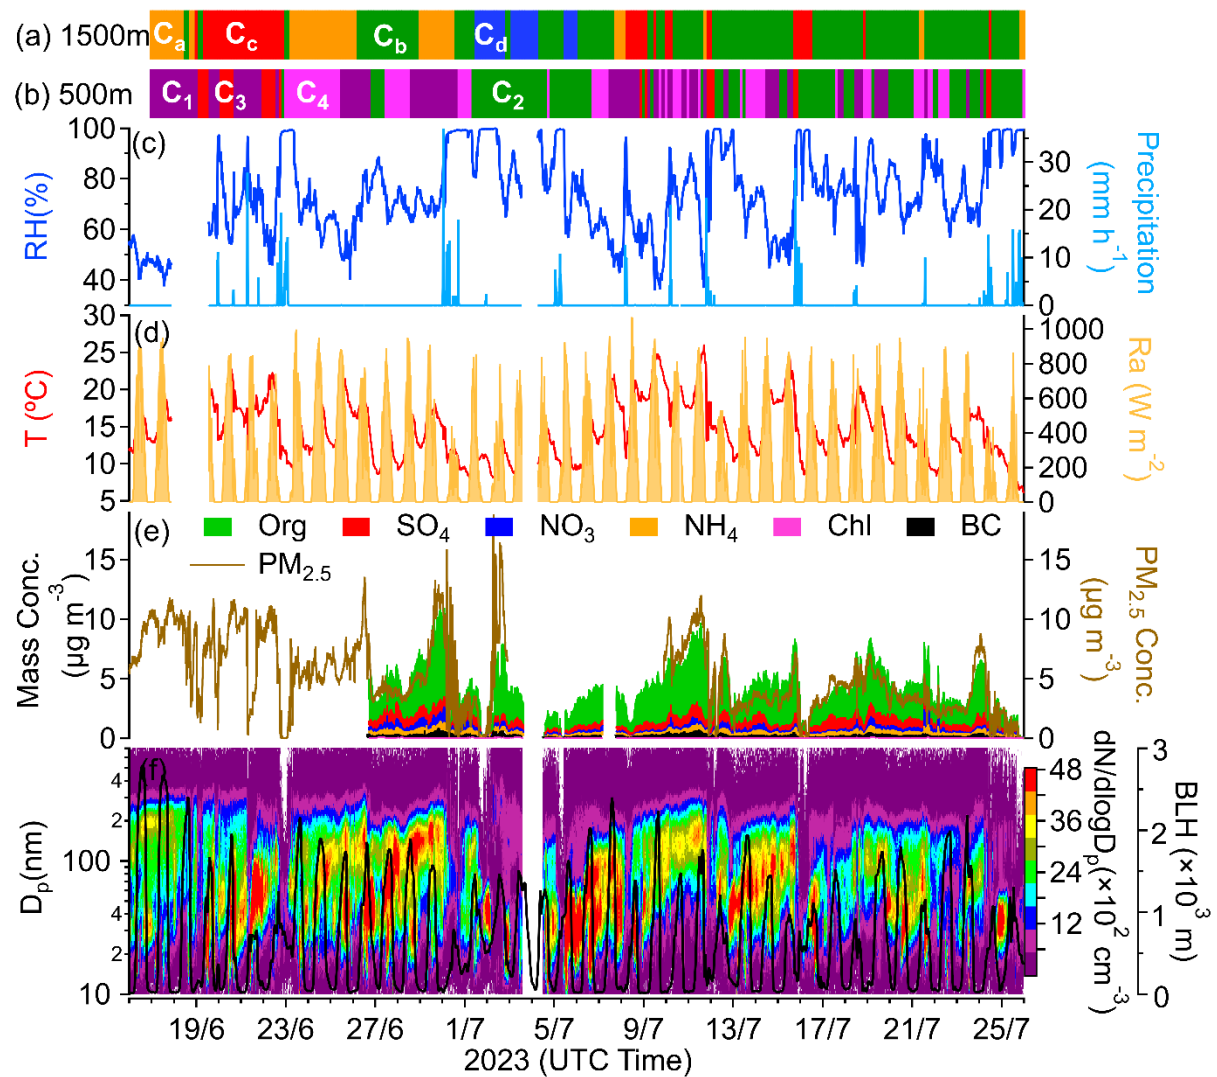 (a) 1500m
Ca Cc Cb Cd
(b) 500m
C1 C3 C4 C2
(c)
100
80
60
40
RH(%)
30
20
10
0
Precipitation
(mm h-1)
(d)
30
25
20
15
10
5
T (ºC)
1000
800
600
400
200
0
Ra (W m-2)
(e) Org SO4 NO3 NH4 Chl BC
PM2.5
15
10
5
0
Mass Conc.
(µg m-3)
15
10
5
0
PM2.5 Conc.
(µg m-3)
(f)
4
2
100
4
2
10
Dp(nm)
48
36
24
12
dN/dlogDp(×102 cm-3)
3
2
1
0
BLH (×103 m)
19/6 23/6 27/6 1/7 5/7 9/7 13/7 17/7 21/7 25/7
2023 (UTC Time)